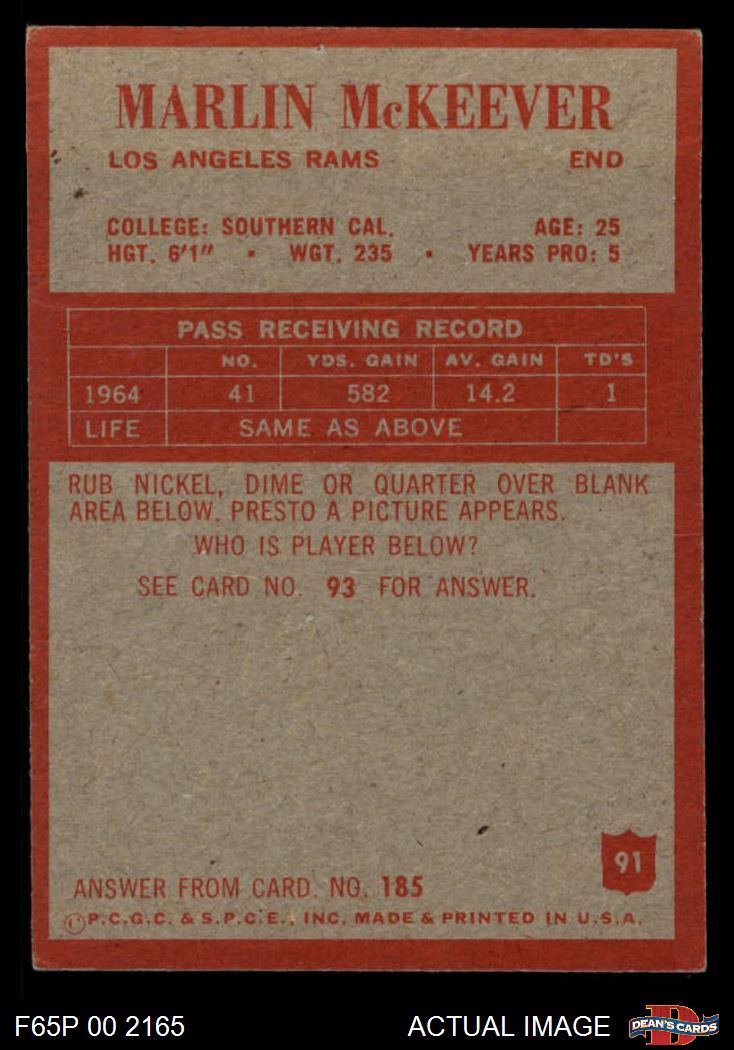 MARLIN McKEEVER
LOS ANGELES RAMS END
COLLEGE: SOUTHERN CAL. AGE: 25
HGT. 6'1" • WGT. 235 • YEARS PRO: 5
PASS RECEIVING RECORD
NO. YDS. GAIN AV. GAIN TD'S
1964 41 582 14.2 1
LIFE SAME AS ABOVE
RUB NICKEL, DIME OR QUARTER OVER BLANK
AREA BELOW. PRESTO A PICTURE APPEARS.
WHO IS PLAYER BELOW?
SEE CARD NO. 93 FOR ANSWER.
91
ANSWER FROM CARD. NO. 185
©P.C.G.C. & S.P.C.E., INC. MADE & PRINTED IN U.S.A.
F65P 00 2165 ACTUAL IMAGE D DEAN'S CARDS